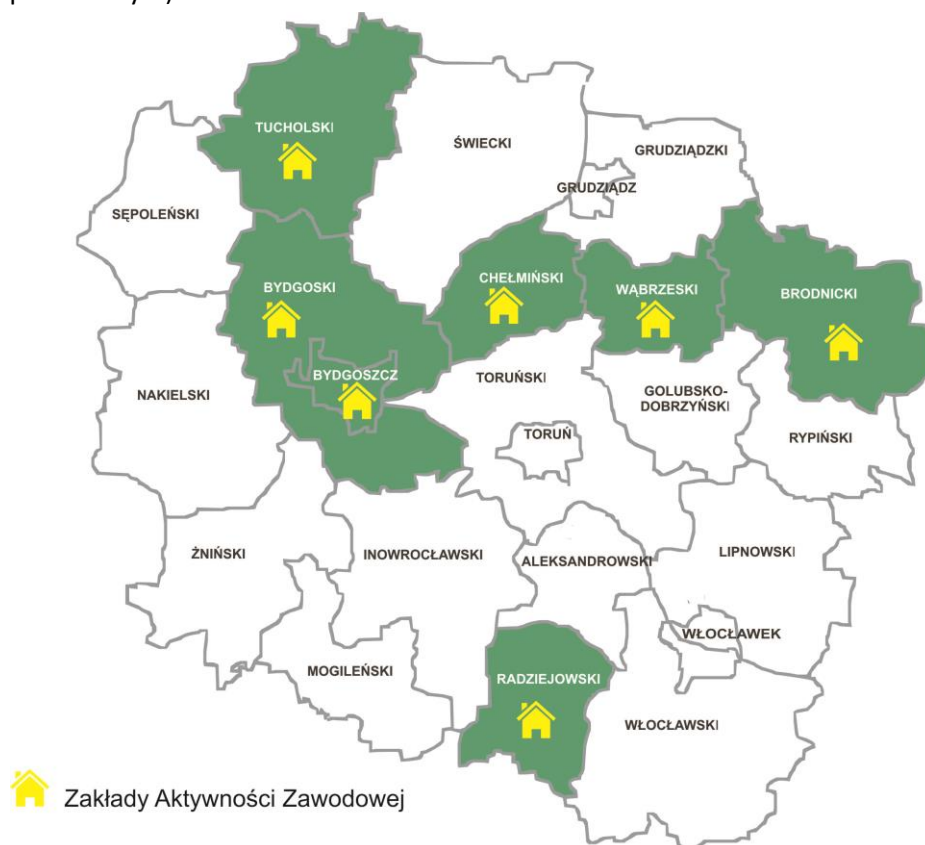 TUCHOLSKI
ŚWIECKI
GRUDZIĄDZKI
GRUDZIĄDZ
SĘPOLEŃSKI
BYDGOSKI
CHEŁMIŃSKI
WĄBRZESKI
BRODNICKI
BYDGOSZCZ
TORUŃSKI
NAKIELSKI
GOLUBSKO-
DOBRZYŃSKI
TORUŃ
RYPIŃSKI
ŻNIŃSKI
INOWROCŁAWSKI
ALEKSANDROWSKI
LIPNOWSKI
WŁOCŁAWEK
MOGILEŃSKI
RADZIEJOWSKI
WŁOCŁAWSKI
Zakłady Aktywności Zawodowej